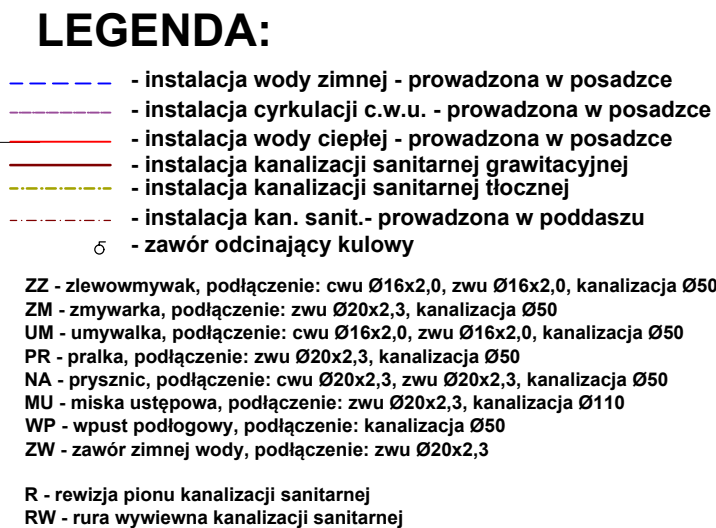 LEGENDA:
- instalacja wody zimnej - prowadzona w posadzce
- instalacja cyrkulacji c.w.u. - prowadzona w posadzce
- instalacja wody ciepłej - prowadzona w posadzce
- instalacja kanalizacji sanitarnej grawitacyjnej
- instalacja kanalizacji sanitarnej tłocznej
- instalacja kan. sanit.- prowadzona w poddaszu
- zawór odcinający kulowy
ZZ - zlewowmywak, podłączenie: cwu Ø16x2,0, zwu Ø16x2,0, kanalizacja Ø50
ZM - zmywarka, podłączenie: zwu Ø20x2,3, kanalizacja Ø50
UM - umywalka, podłączenie: cwu Ø16x2,0, zwu Ø16x2,0, kanalizacja Ø50
PR - pralka, podłączenie: zwu Ø20x2,3, kanalizacja Ø50
NA - prysznic, podłączenie: cwu Ø20x2,3, zwu Ø20x2,3, kanalizacja Ø50
MU - miska ustępowa, podłączenie: zwu Ø20x2,3, kanalizacja Ø110
WP - wpust podłogowy, podłączenie: kanalizacja Ø50
ZW - zawór zimnej wody, podłączenie: zwu Ø20x2,3
R - rewizja pionu kanalizacji sanitarnej
RW - rura wywiewna kanalizacji sanitarnej